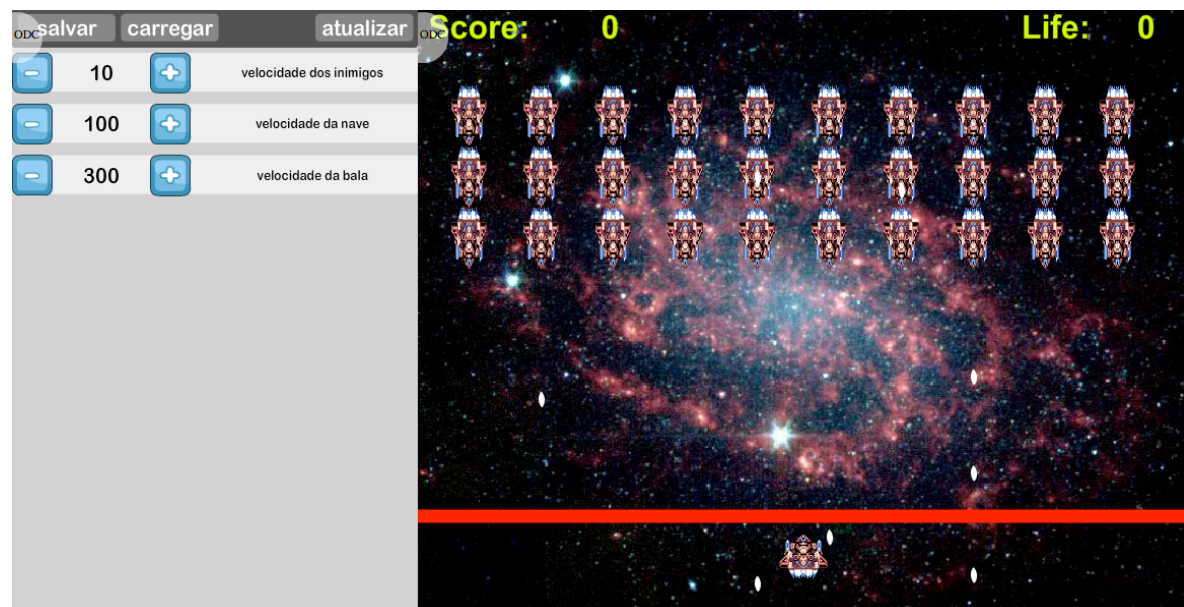 ODC salvar carregar atualizar
- 10 + velocidade dos inimigos
- 100 + velocidade da nave
- 300 + velocidade da bala
ODC Score: 0 Life: 0